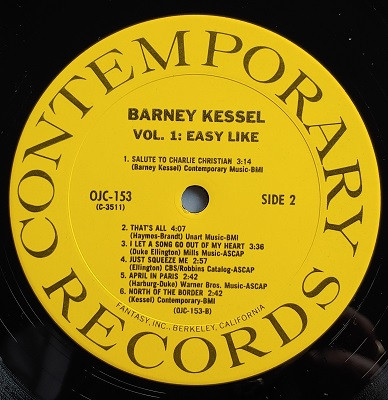 CONTEMPORARY
BARNEY KESSEL
VOL. 1: EASY LIKE
1. SALUTE TO CHARLIE CHRISTIAN 3:14
(Barney Kessel) Contemporary Music-BMI
OJC-153
(C-3511)
SIDE 2
2. THAT'S ALL 4:07
(Haymes-Brandt) Unart Music-BMI
3. I LET A SONG GO OUT OF MY HEART 3:36
(Duke Ellington) Mills Music-ASCAP
4. JUST SQUEEZE ME 2:57
(Ellington) CBS/Robbins Catalog-ASCAP
5. APRIL IN PARIS 2:42
(Harburg-Duke) Warner Bros. Music-ASCAP
6. NORTH OF THE BORDER 2:42
(Kessel) Contemporary-BMI
(OJC-153-B)
FANTASY, INC., BERKELEY, CALIFORNIA
RECORDS